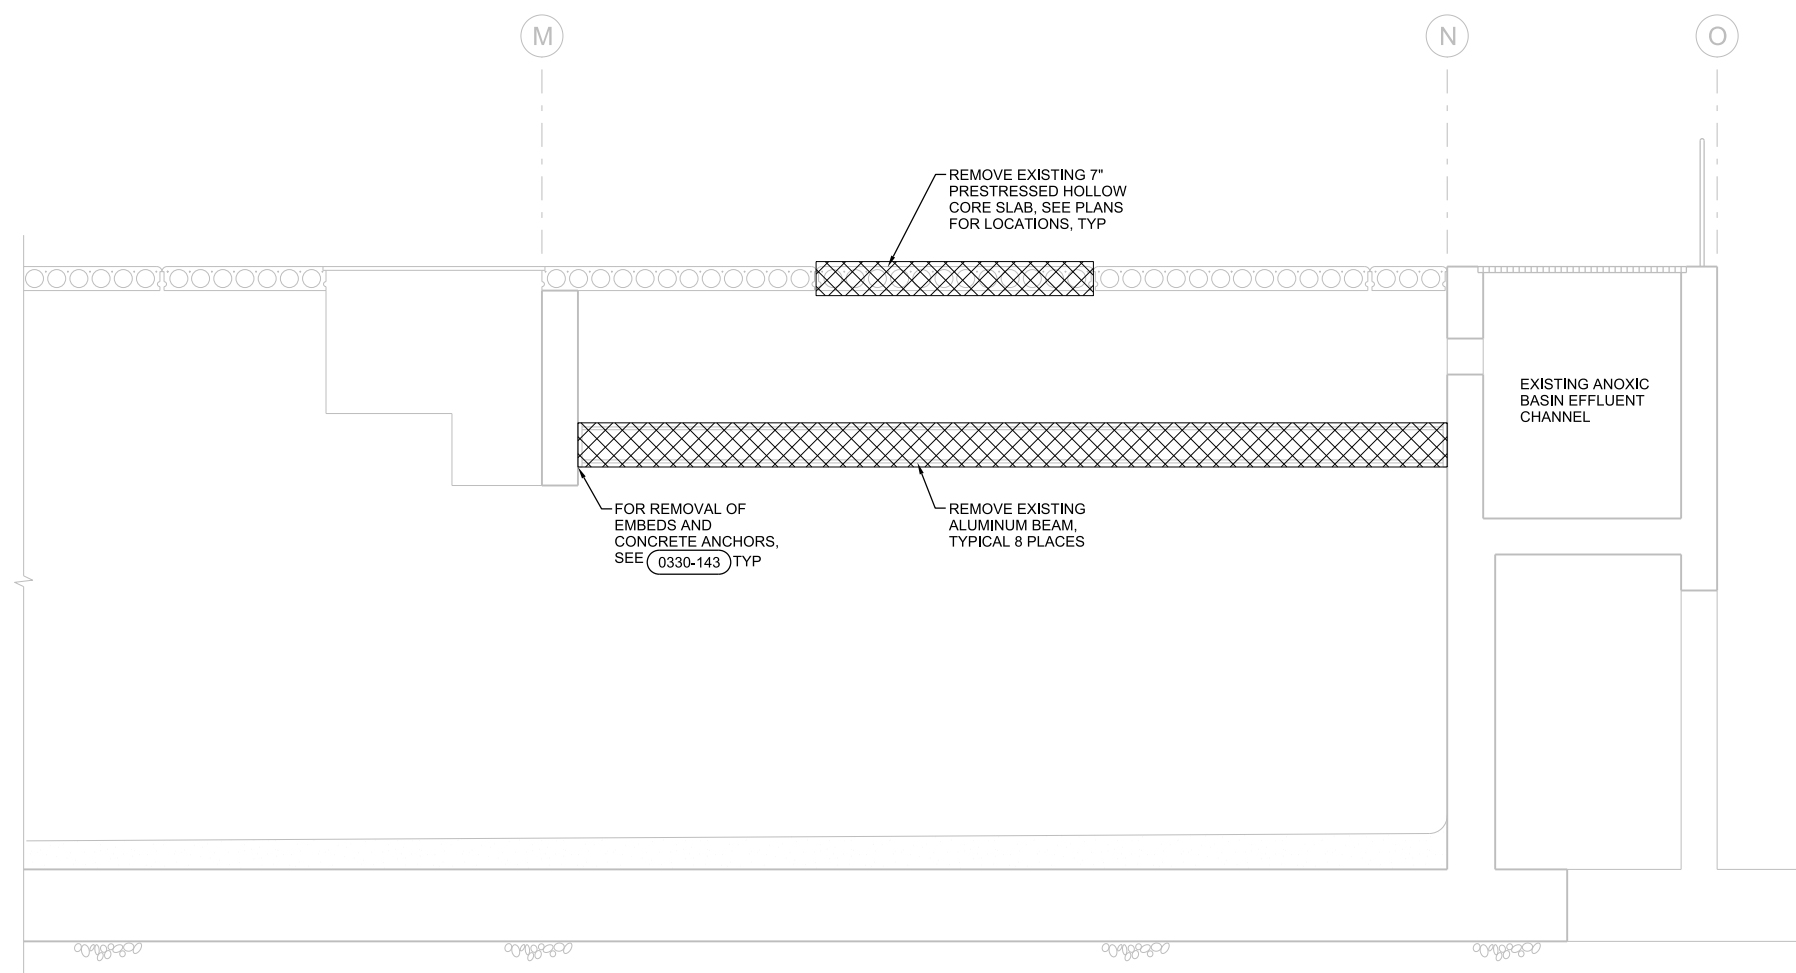 M
N
O
REMOVE EXISTING 7"
PRESTRESSED HOLLOW
CORE SLAB, SEE PLANS
FOR LOCATIONS, TYP
EXISTING ANOXIC
BASIN EFFLUENT
CHANNEL
FOR REMOVAL OF
EMBEDS AND
CONCRETE ANCHORS,
SEE 0330-143 TYP
REMOVE EXISTING
ALUMINUM BEAM,
TYPICAL 8 PLACES